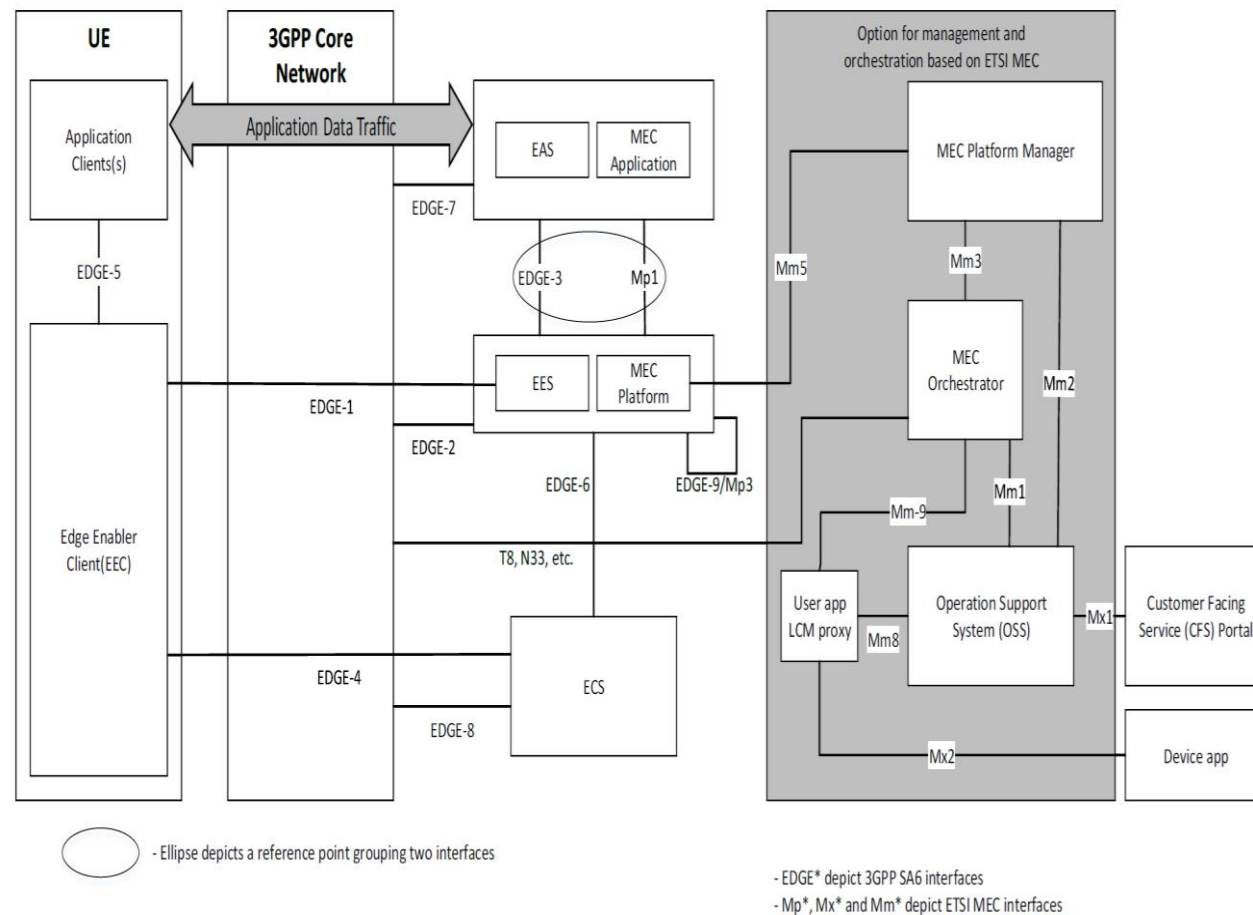 UE
3GPP Core
Network
Option for management and
orchestration based on ETSI MEC
Application
Clients(s)
Application Data Traffic
EAS
MEC
Application
MEC Platform Manager
EDGE-7
EDGE-5
EDGE-3
Mp1
Mm5
Mm3
EES
MEC
Platform
MEC
Orchestrator
Mm2
EDGE-1
EDGE-2
EDGE-6
EDGE-9/Mp3
Mm1
Mm-9
Edge Enabler
Client(EEC)
T8, N33, etc.
User app
LCM proxy
Mm8
Operation Support
System (OSS)
Mx1
Customer Facing
Service (CFS) Portal
EDGE-4
ECS
EDGE-8
Mx2
Device app
- Ellipse depicts a reference point grouping two interfaces
- EDGE* depict 3GPP SA6 interfaces
- Mp*, Mx* and Mm* depict ETSI MEC interfaces